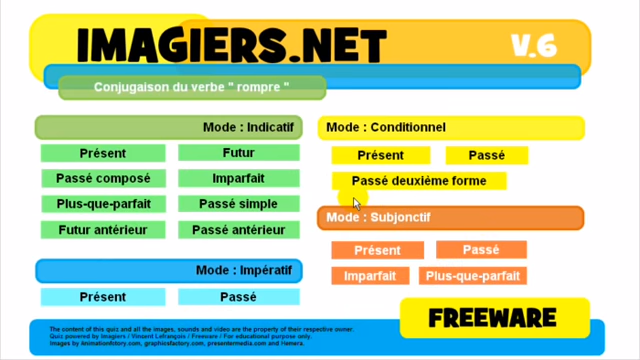 IMAGIERS.NET
V.6
Conjugaison du verbe " rompre "
Mode : Indicatif
Présent
Futur
Passé composé
Imparfait
Plus-que-parfait
Passé simple
Futur antérieur
Passé antérieur
Mode : Impératif
Présent
Passé
Mode : Conditionnel
Présent
Passé
Passé deuxiéme forme
Mode : Subjonctif
Présent
Passé
Imparfait
Plus-que-parfait
FREEWARE
The content of this quiz and all the images, sounds and video are the property of their respective owner.
Quiz powered by Imagiers / Vincent Lefrançois / Freeware / For educational purpose only.
Images by animationfactory.com, graphicsfactory.com, presentermedia.com and Hemera.